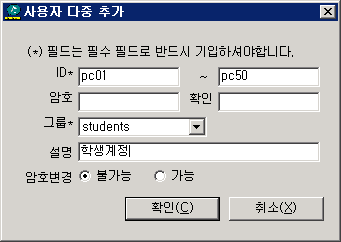 사용자 다중 추가
(*) 필드는 필수 필드로 반드시 기입하셔야합니다.
ID* pc01 ~ pc50
암호 확인
그룹* students
설명 학생계정
암호변경 불가능 가능
확인(C) 취소(X)